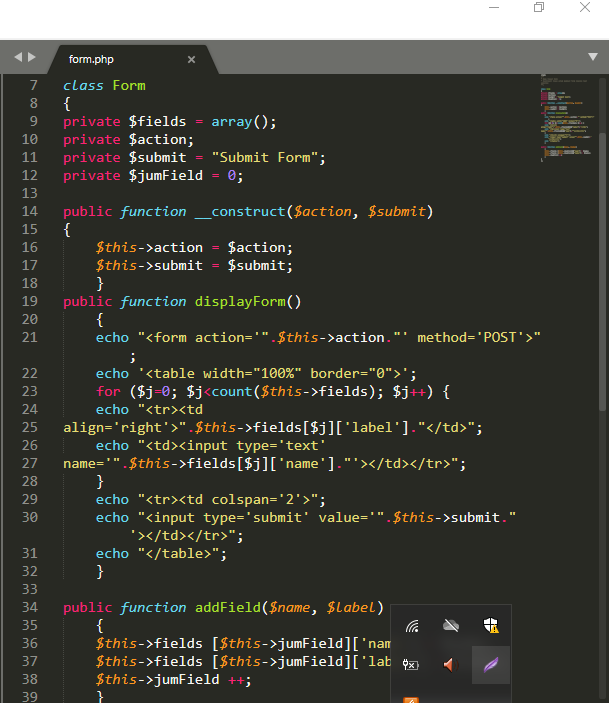 form.php
7 class Form
8 {
9 private $fields = array();
10 private $action;
11 private $submit = "Submit Form";
12 private $jumField = 0;
13
14 public function __construct($action, $submit)
15 {
16 $this->action = $action;
17 $this->submit = $submit;
18 }
19 public function displayForm()
20 {
21 echo "<form action='".$this->action."' method='POST'>"
;
22 echo '<table width="100%" border="0">';
23 for ($j=0; $j<count($this->fields); $j++) {
24 echo "<tr><td
25 align='right'>".$this->fields[$j]['label']."</td>";
26 echo "<td><input type='text'
27 name='".$this->fields[$j]['name']."'></td></tr>";
28 }
29 echo "<tr><td colspan='2'>";
30 echo "<input type='submit' value='".$this->submit."
'></td></tr>";
31 echo "</table>";
32 }
33
34 public function addField($name, $label)
35 {
36 $this->fields [$this->jumField]['nam
37 $this->fields [$this->jumField]['lab
38 $this->jumField ++;
39 }